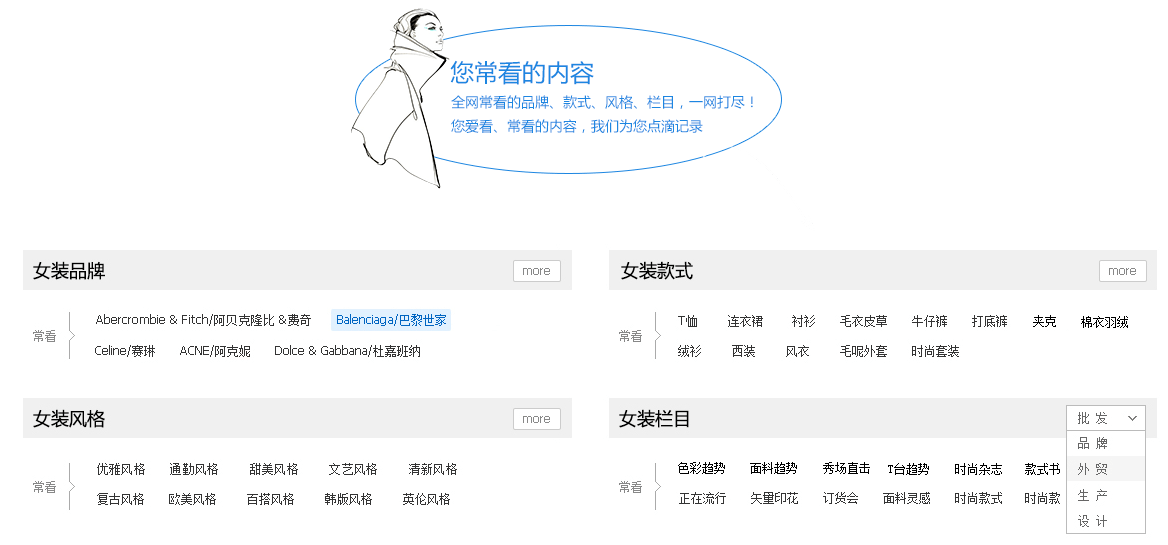 您常看的内容
全网常看的品牌、款式、风格、栏目，一网打尽！
您爱看、常看的内容，我们为您点滴记录
女装品牌 more
常看
Abercrombie & Fitch/阿贝克隆比 &费奇 Balenciaga/巴黎世家
Celine/赛琳 ACNE/阿克妮 Dolce & Gabbana/杜嘉班纳
女装款式 more
常看
T恤 连衣裙 衬衫 毛衣皮草 牛仔裤 打底裤 夹克 棉衣羽绒
绒衫 西装 风衣 毛呢外套 时尚套装
女装风格 more
常看
优雅风格 通勤风格 甜美风格 文艺风格 清新风格
复古风格 欧美风格 百搭风格 韩版风格 英伦风格
女装栏目
常看
色彩趋势 面料趋势 秀场直击 T台趋势 时尚杂志 款式书
正在流行 矢量印花 订货会 面料灵感 时尚款式 时尚款
批 发
品 牌
外 贸
生 产
设 计